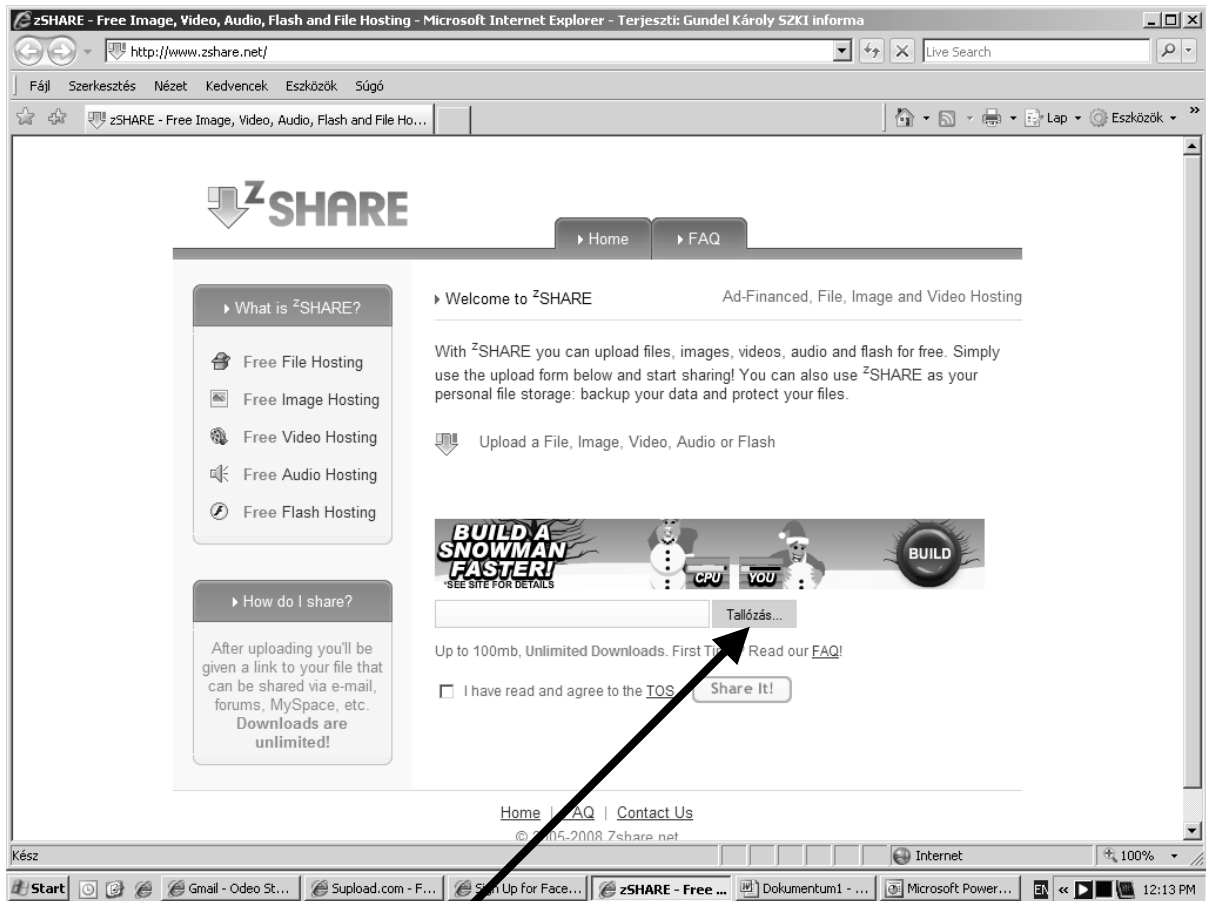 zSHARE - Free Image, Video, Audio, Flash and File Hosting - Microsoft Internet Explorer - Terjeszti: Gundel Károly SZKI informa
http://www.zshare.net/
Live Search
Fájl Szerkesztés Nézet Kedvencek Eszközök Súgó
zSHARE - Free Image, Video, Audio, Flash and File Ho...
Lap Eszközök
zSHARE
Home FAQ
What is zSHARE?
Free File Hosting
Free Image Hosting
Free Video Hosting
Free Audio Hosting
Free Flash Hosting
How do I share?
After uploading you'll be
given a link to your file that
can be shared via e-mail,
forums, MySpace, etc.
Downloads are
unlimited!
Welcome to zSHARE Ad-Financed, File, Image and Video Hosting
With zSHARE you can upload files, images, videos, audio and flash for free. Simply
use the upload form below and start sharing! You can also use zSHARE as your
personal file storage: backup your data and protect your files.
Upload a File, Image, Video, Audio or Flash
BUILD A
SNOWMAN
FASTER!
*SEE SITE FOR DETAILS
CPU YOU
BUILD
Tallózás...
Up to 100mb, Unlimited Downloads. First Read our FAQ!
I have read and agree to the TOS Share It!
Home | FAQ | Contact Us
© 2005-2008 Zshare.net
Kész Internet 100%
Start Gmail - Odeo St... Supload.com - F... Sign Up for Face... zSHARE - Free ... Dokumentum1 - ... Microsoft Power... EN 12:13 PM